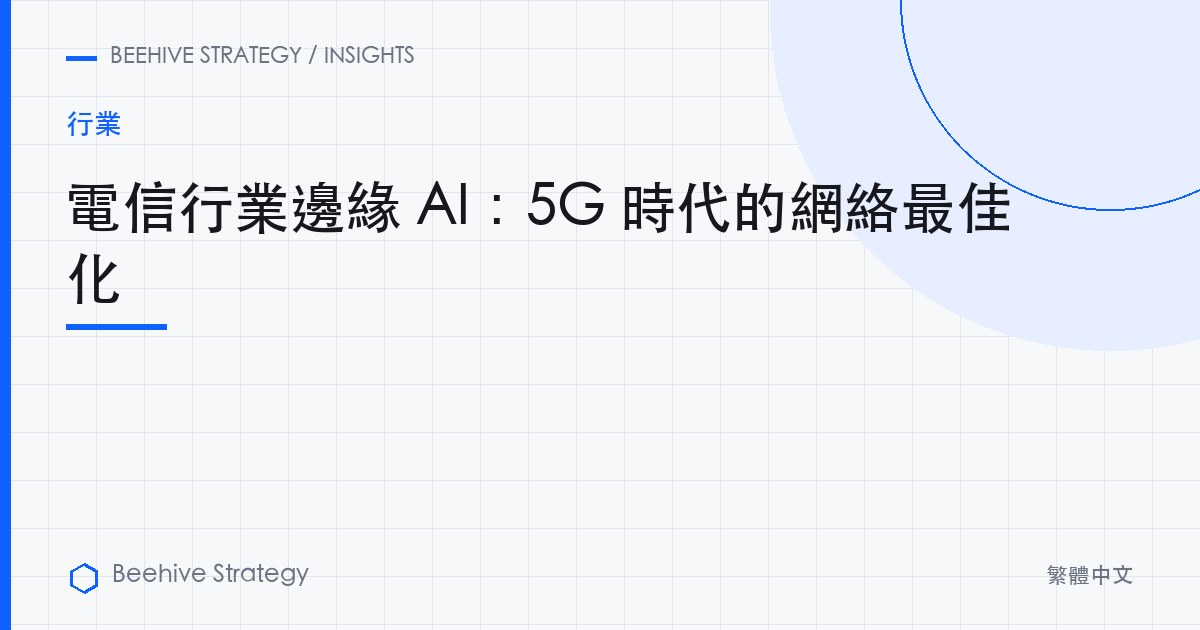 BEEHIVE STRATEGY / INSIGHTS
行業
電信行業邊緣 AI：5G 時代的網絡最佳
化
Beehive Strategy
繁體中文